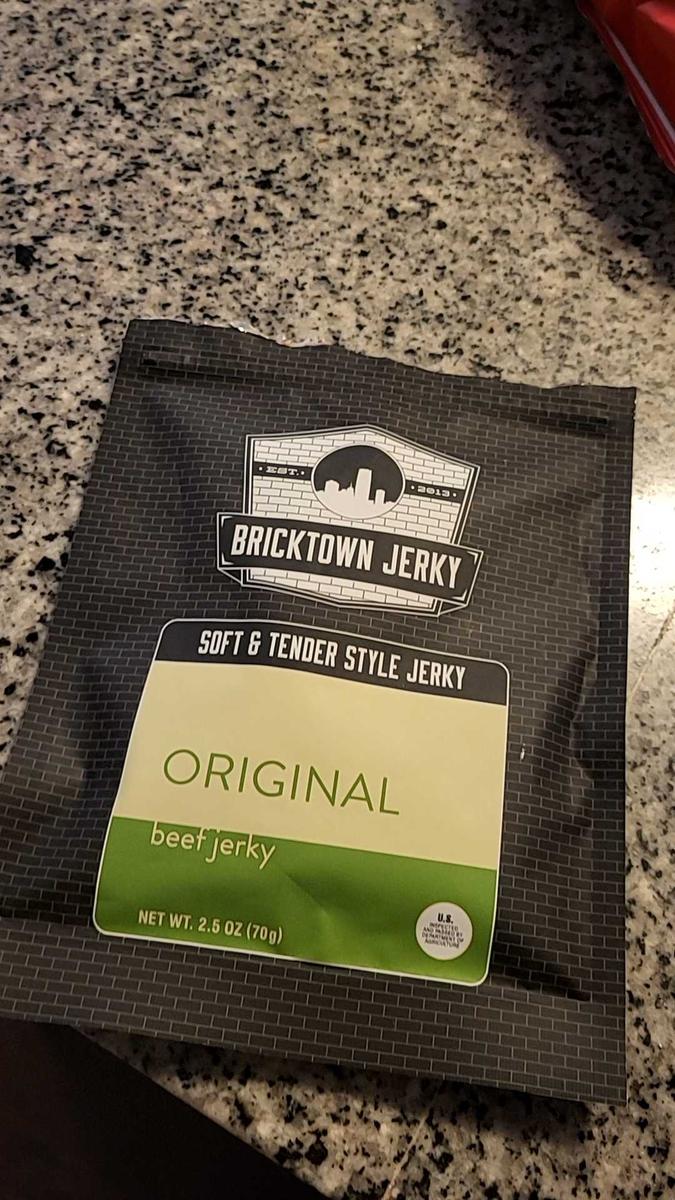 EST. 2013
BRICKTOWN JERKY
SOFT & TENDER STYLE JERKY
ORIGINAL
beef jerky
NET WT. 2.5 OZ (70g)
U.S.
INSPECTED
AND PASSED BY
DEPARTMENT OF
AGRICULTURE